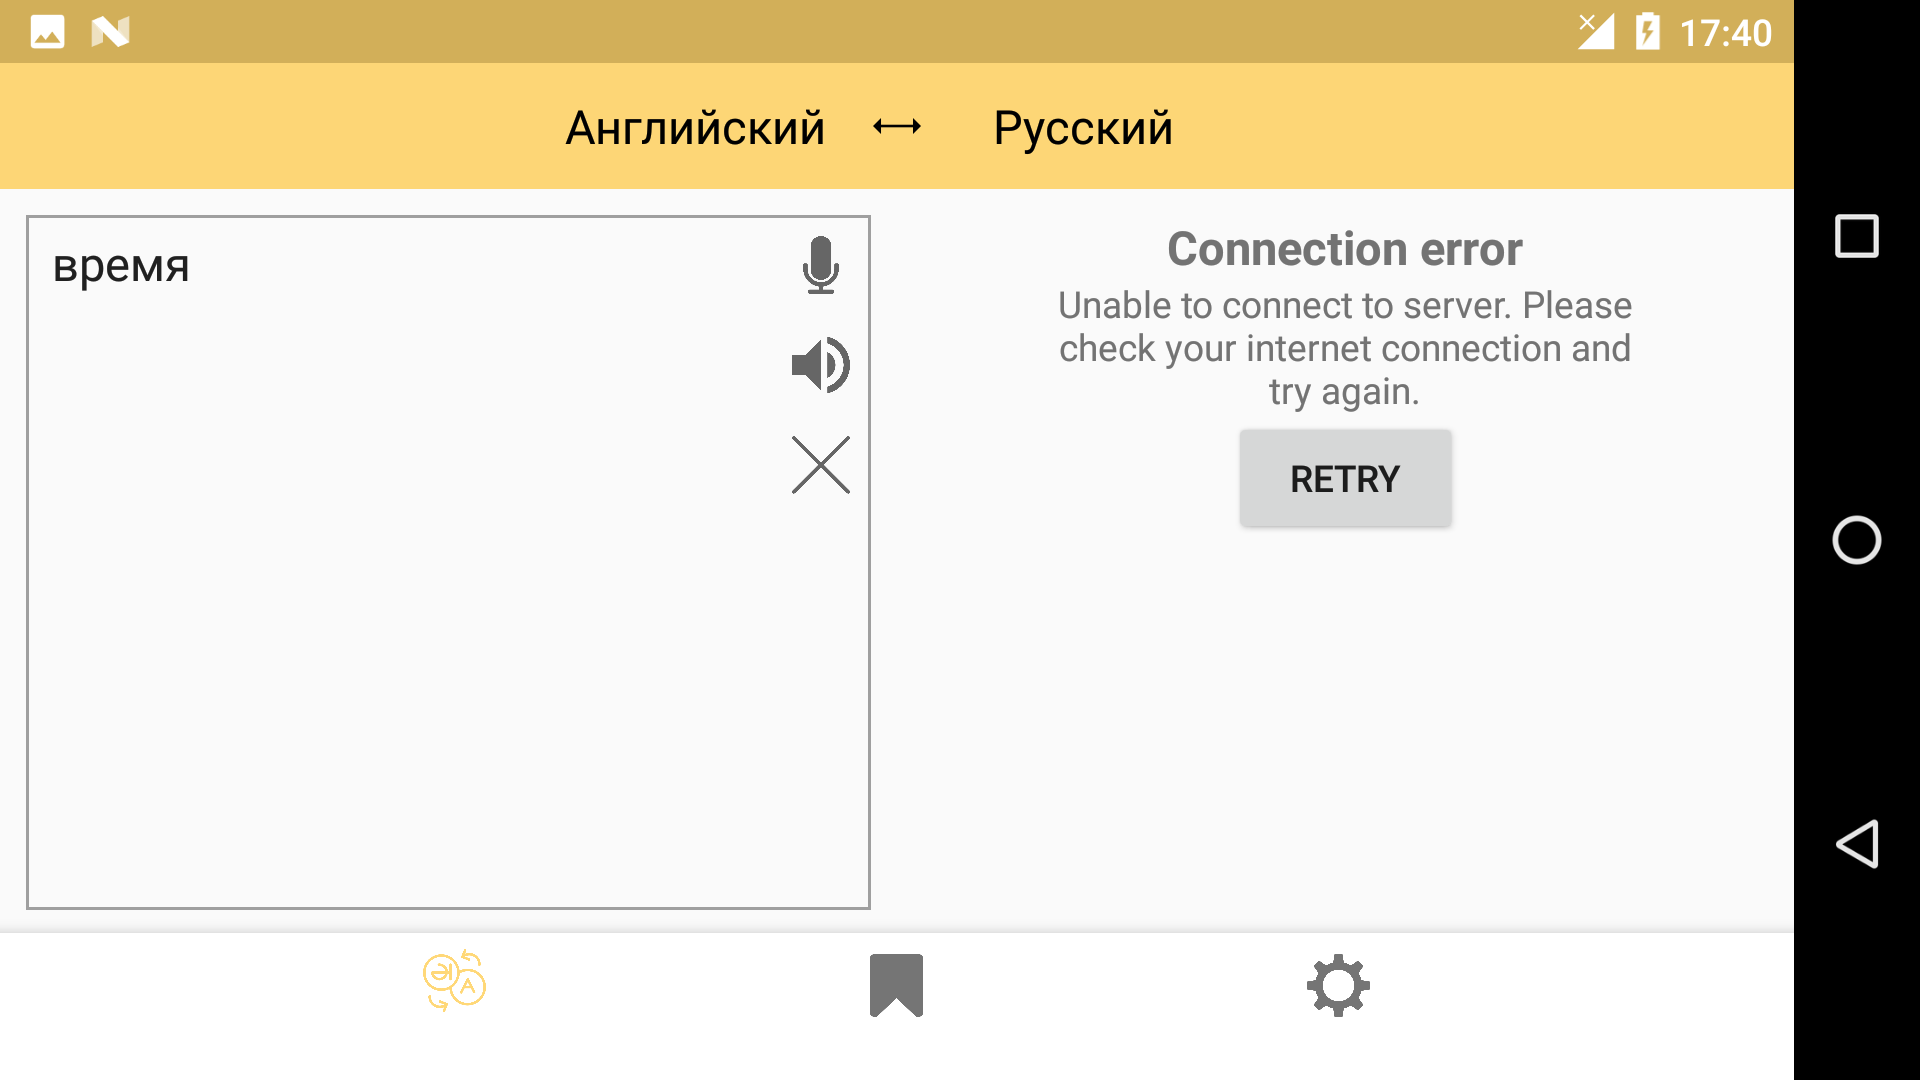 17:40
Английский
Русский
время
Connection error
Unable to connect to server. Please
check your internet connection and
try again.
RETRY